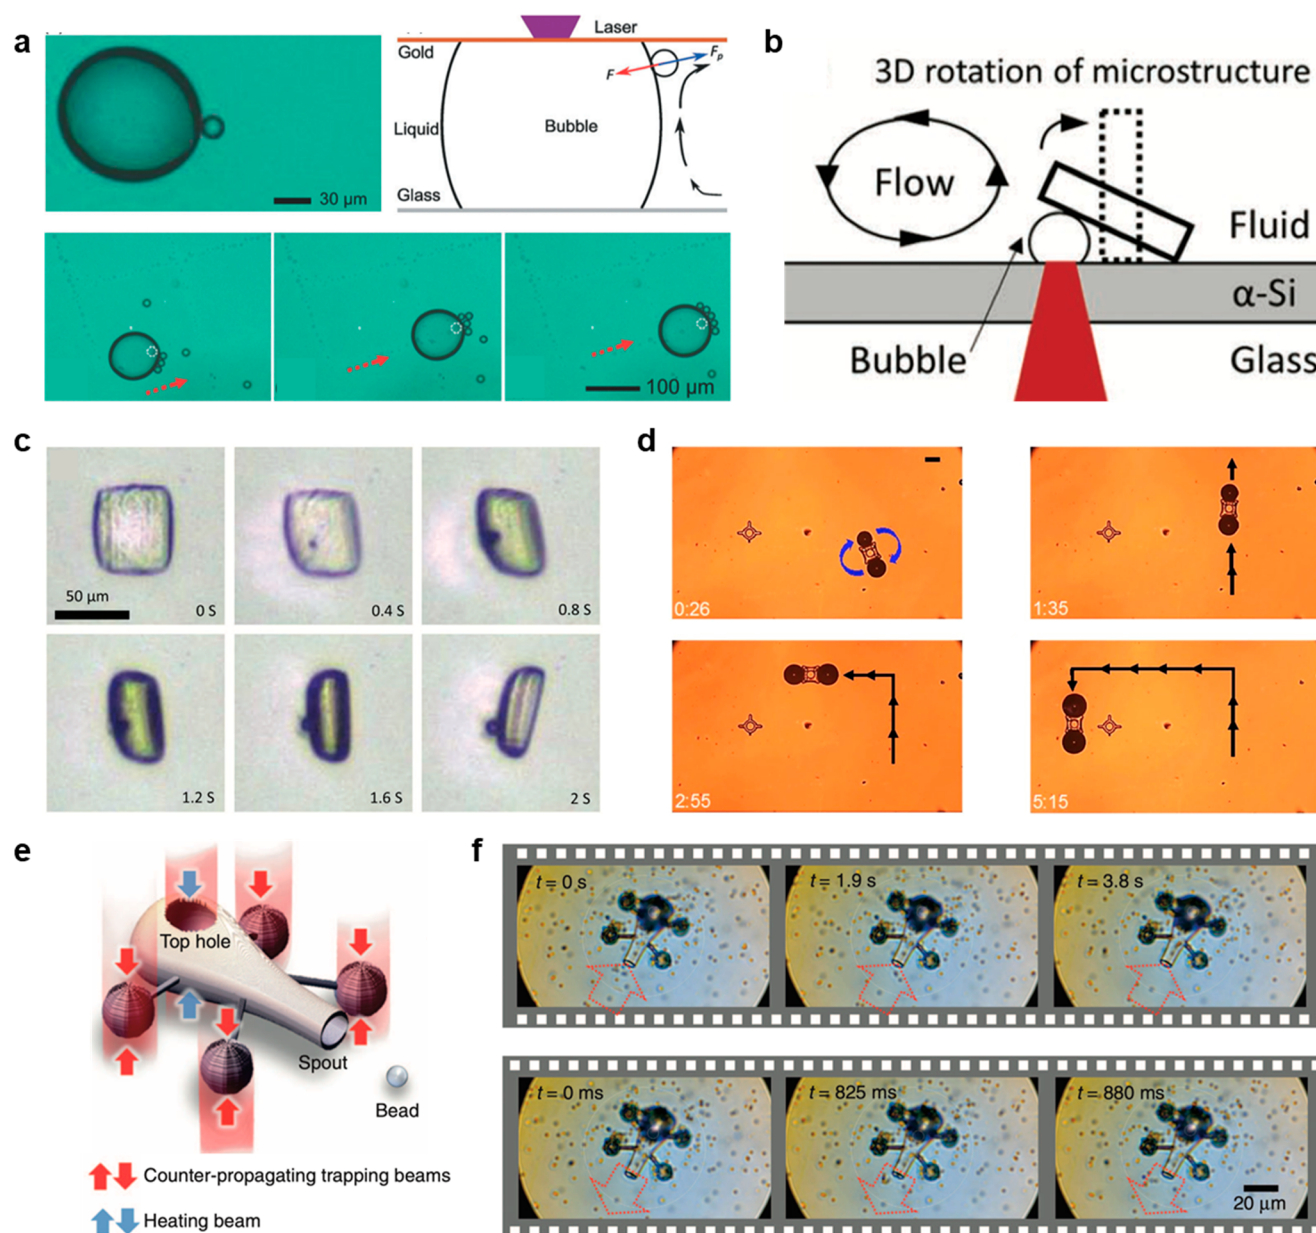 a
30 µm
Laser
Gold
F
Fp
Liquid
Bubble
Glass
100 µm
b
3D rotation of microstructure
Flow
Fluid
α-Si
Bubble
Glass
c
50 µm
0 S
0.4 S
0.8 S
1.2 S
1.6 S
2 S
d
0:26
1:35
2:55
5:15
e
Top hole
Spout
Bead
Counter-propagating trapping beams
Heating beam
f
t = 0 s
t = 1.9 s
t = 3.8 s
t = 0 ms
t = 825 ms
t = 880 ms
20 µm